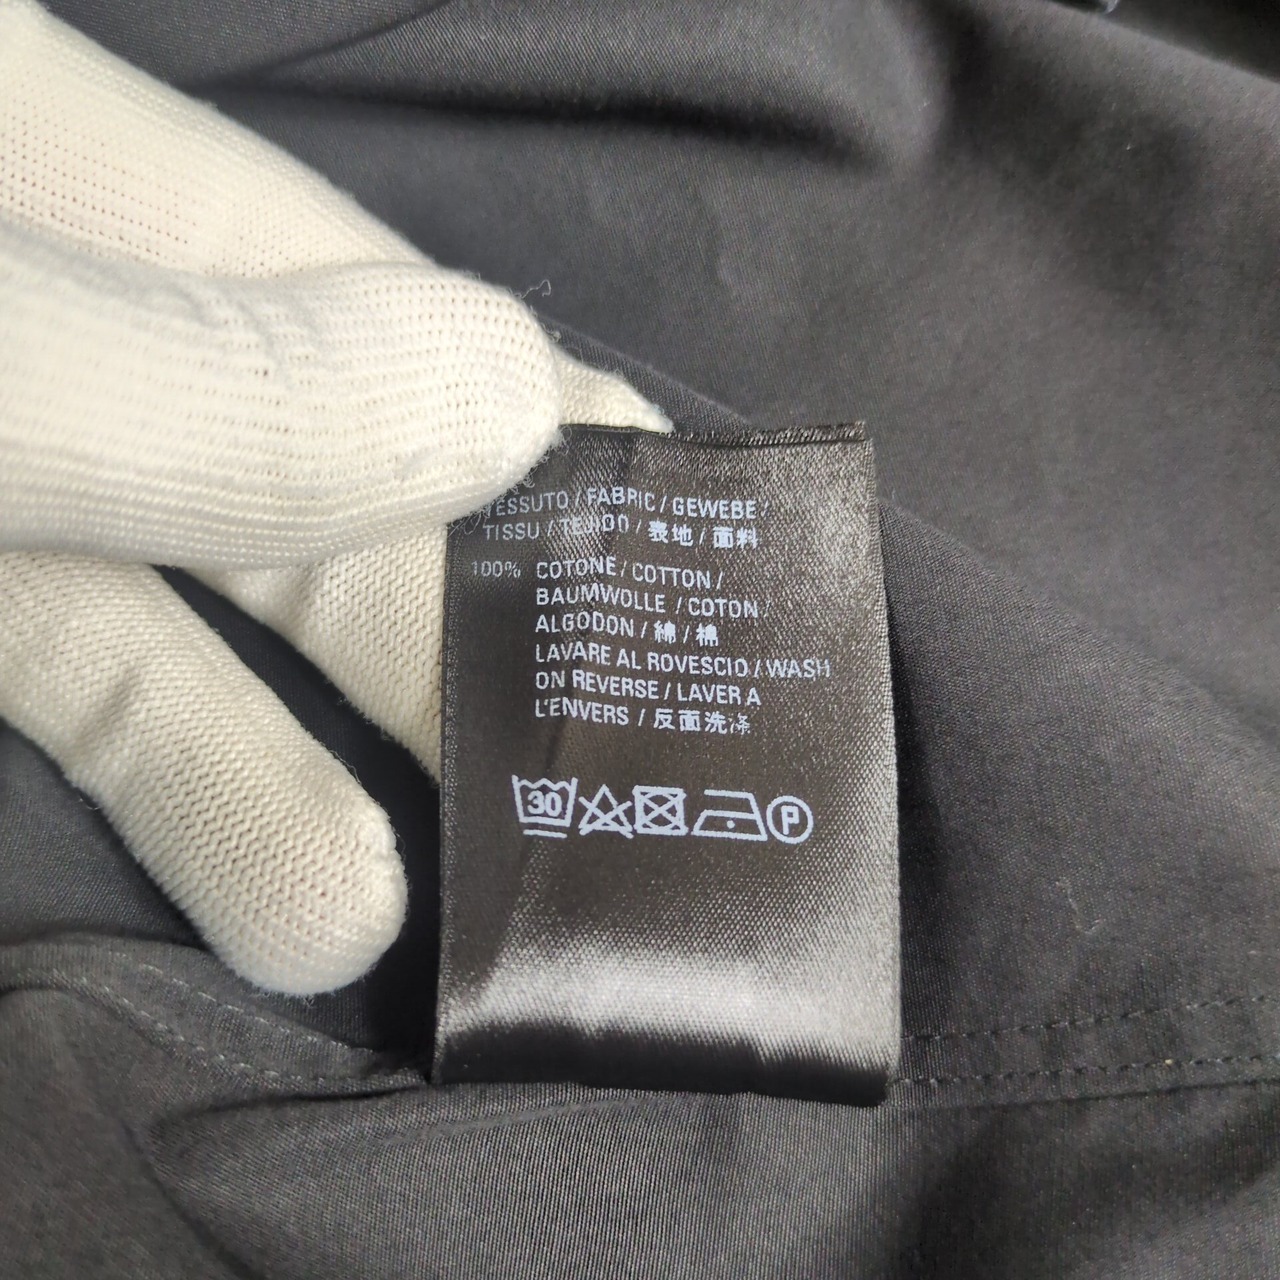 TESSUTO / FABRIC / GEWEBE /
TISSU / TEJIDO / 表地 / 面料
100% COTONE / COTTON /
BAUMWOLLE / COTON /
ALGODON / 綿 / 棉
LAVARE AL ROVESCIO / WASH
ON REVERSE / LAVER A
L'ENVERS / 反面洗涤
30 P